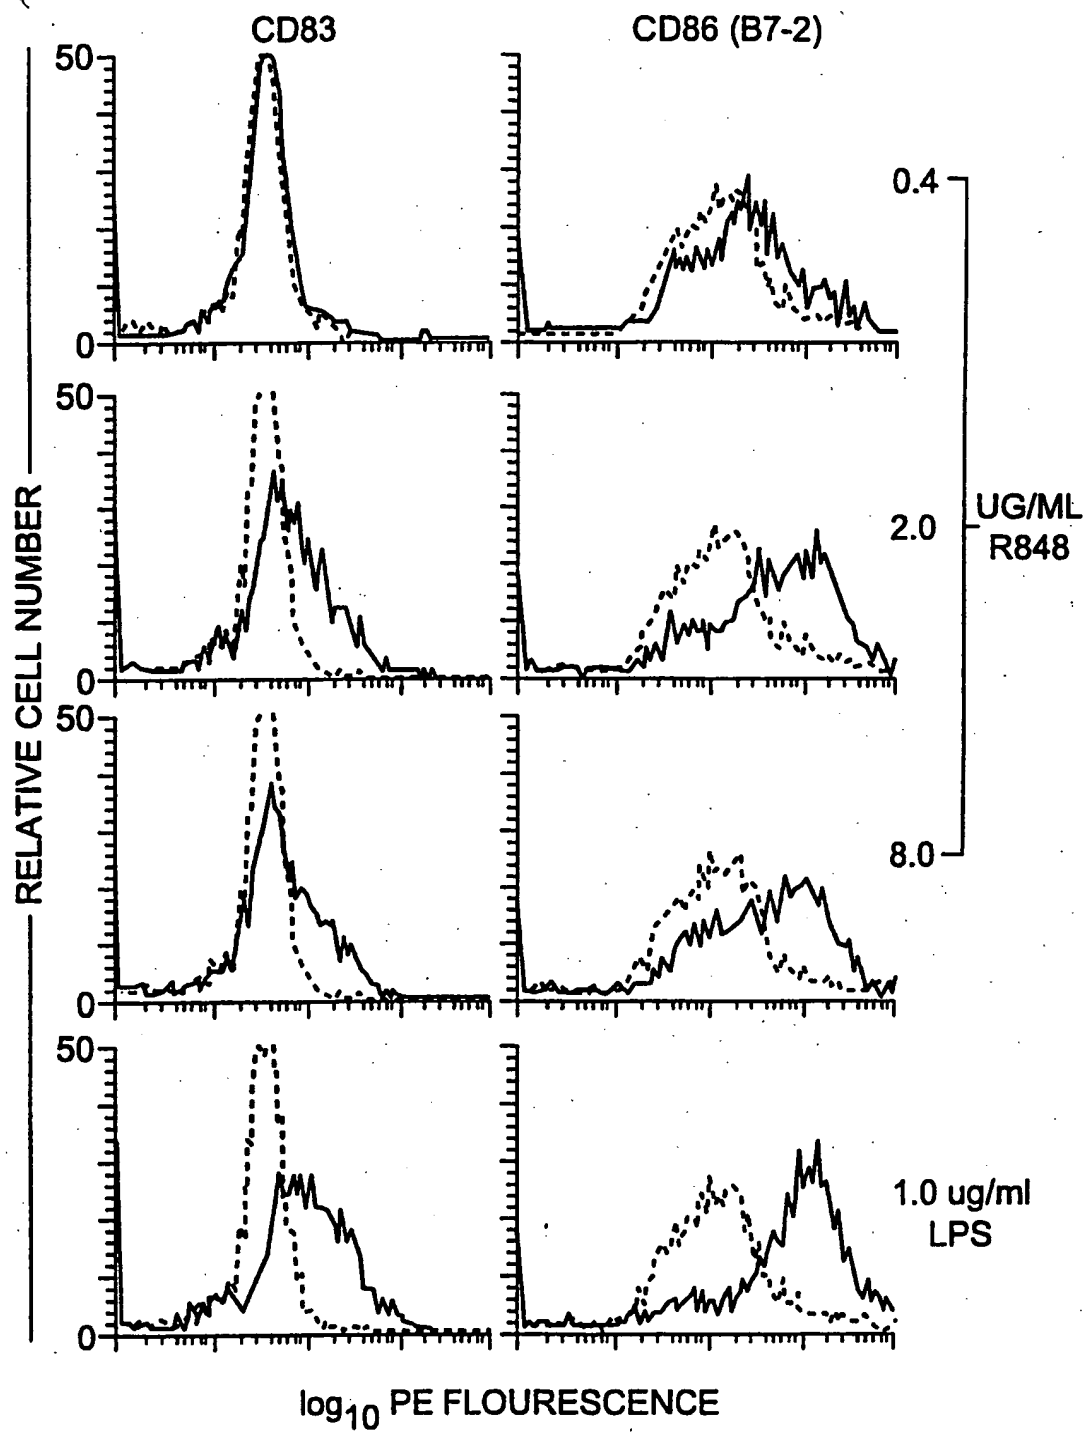 CD83
CD86 (B7-2)
50
0
0.4
50
0
2.0
UG/ML
R848
50
0
8.0
50
0
1.0 ug/ml
LPS
RELATIVE CELL NUMBER
log10 PE FLOURESCENCE